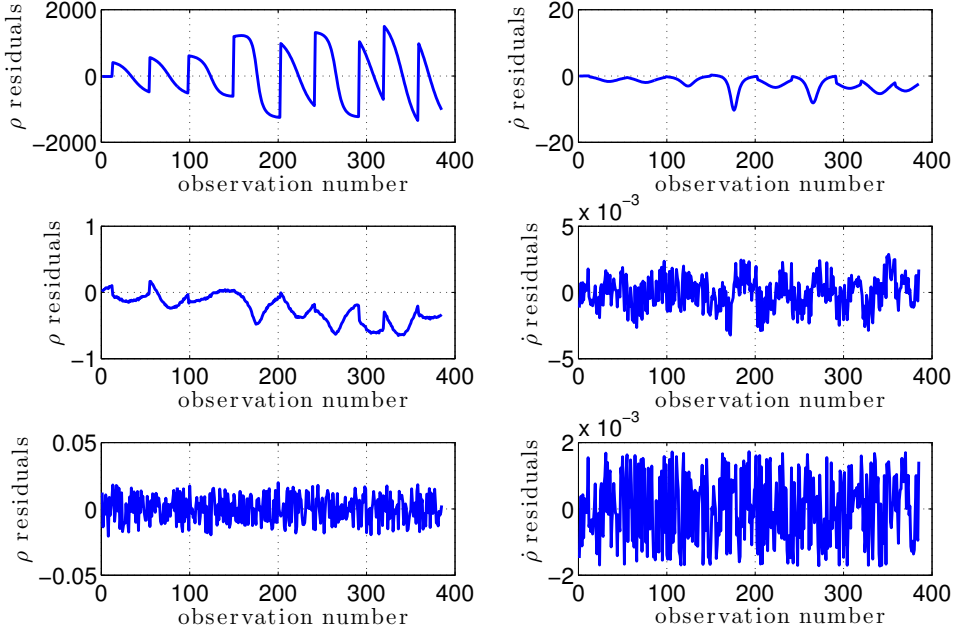 2000
0
−2000
0 100 200 300 400
ρ residuals
observation number
20
0
−20
0 100 200 300 400
ρ̇ residuals
observation number
1
0
−1
0 100 200 300 400
ρ residuals
observation number
x 10⁻³
5
0
−5
0 100 200 300 400
ρ̇ residuals
observation number
0.05
0
−0.05
0 100 200 300 400
ρ residuals
observation number
x 10⁻³
2
0
−2
0 100 200 300 400
ρ̇ residuals
observation number